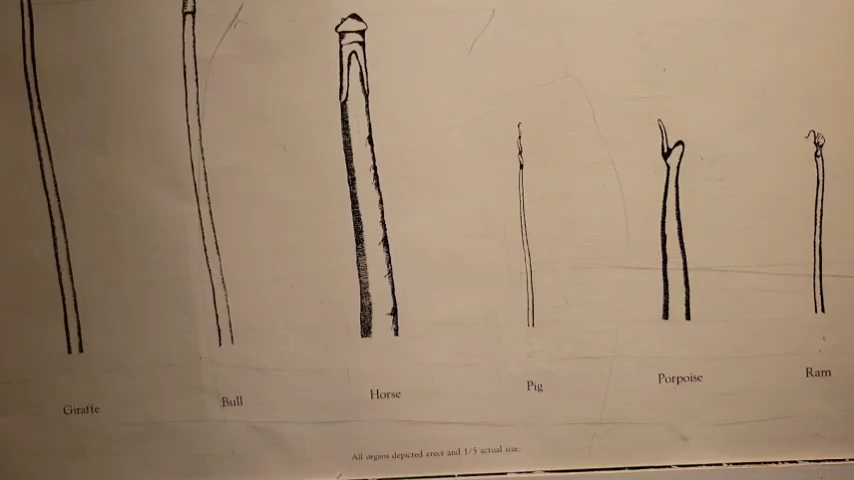 Giraffe
Bull
Horse
Pig
Porpoise
Ram
All organs depicted erect and 1/5 actual size.